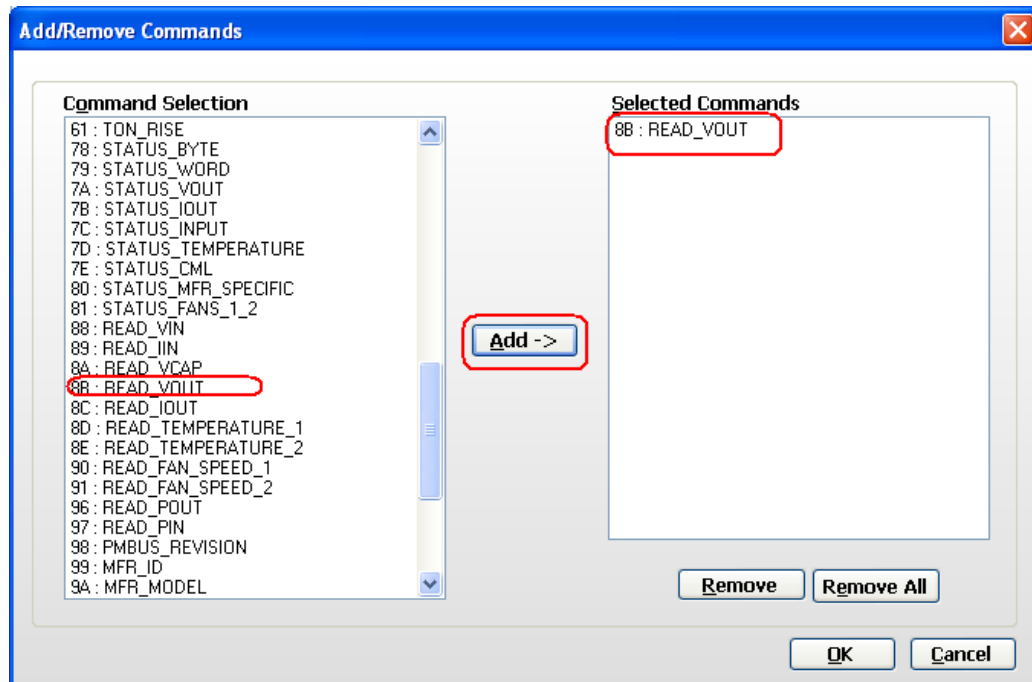 Add/Remove Commands
Command Selection
61 : TON_RISE
78 : STATUS_BYTE
79 : STATUS_WORD
7A : STATUS_VOUT
7B : STATUS_IOUT
7C : STATUS_INPUT
7D : STATUS_TEMPERATURE
7E : STATUS_CML
80 : STATUS_MFR_SPECIFIC
81 : STATUS_FANS_1_2
88 : READ_VIN
89 : READ_IIN
8A : READ_VCAP
8B : READ_VOUT
8C : READ_IOUT
8D : READ_TEMPERATURE_1
8E : READ_TEMPERATURE_2
90 : READ_FAN_SPEED_1
91 : READ_FAN_SPEED_2
96 : READ_POUT
97 : READ_PIN
98 : PMBUS_REVISION
99 : MFR_ID
9A : MFR_MODEL
Add ->
Selected Commands
8B : READ_VOUT
Remove
Remove All
OK
Cancel